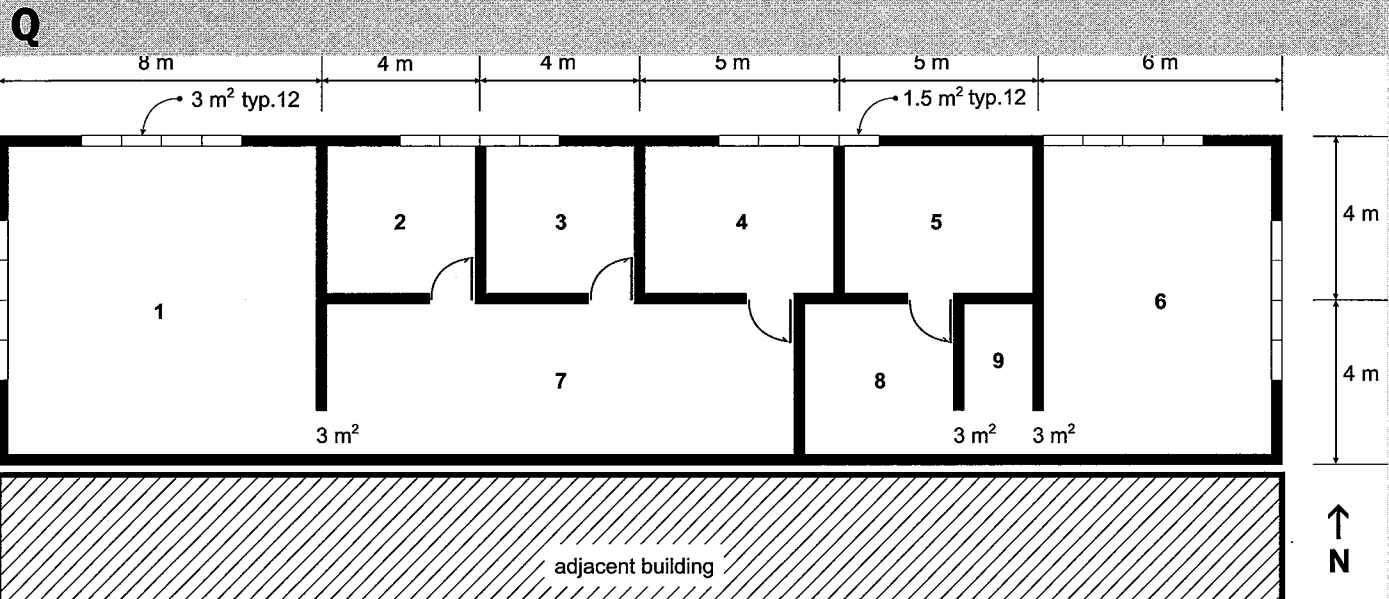 Q
8 m 4 m 4 m 5 m 5 m 6 m
3 m² typ.12 1.5 m² typ.12
4 m
2 3 4 5
1 6
9
7 8 4 m
3 m² 3 m² 3 m²
adjacent building
N